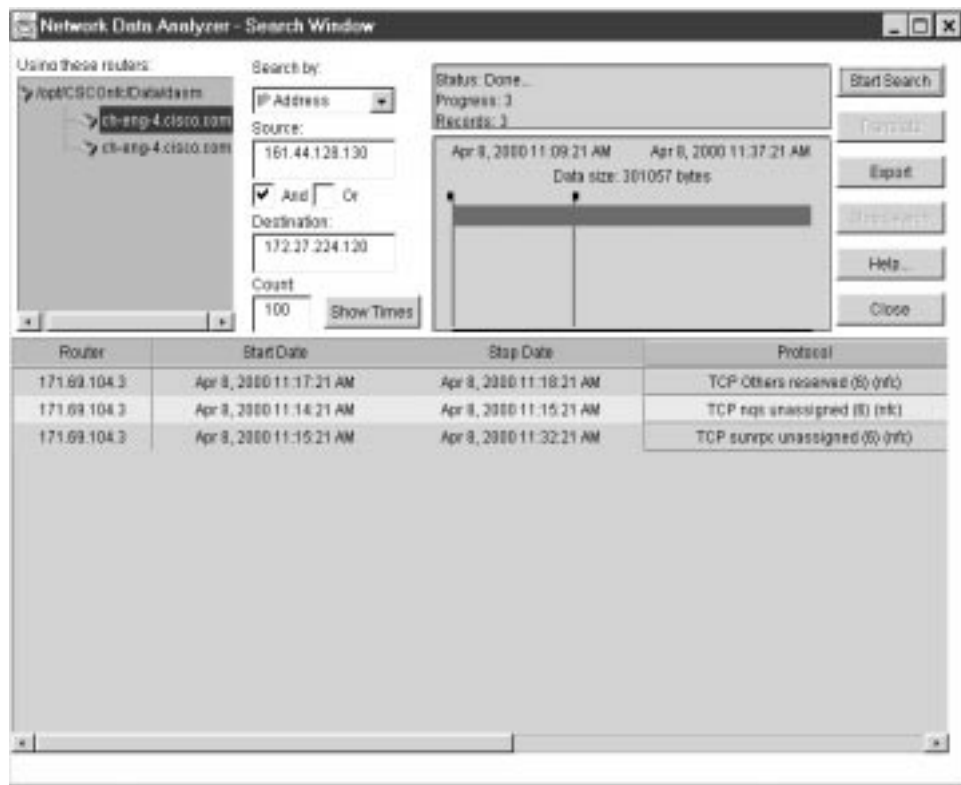 Network Data Analyzer - Search Window
Using these routers:
/opt/CSCOnfc/Data/dasm
ch-eng-4.cisco.com
ch-eng-4.cisco.com
Search by:
IP Address
Source:
161.44.128.130
And Or
Destination:
172.27.224.120
Count
100 Show Times
Status: Done...
Progress: 3
Records: 3
Apr 8, 2000 11:09:21 AM Apr 8, 2000 11:37:21 AM
Data size: 301057 bytes
Start Search
Export
Stop Search
Help...
Close
Router Start Date Stop Date Protocol
171.69.104.3 Apr 8, 2000 11:17:21 AM Apr 8, 2000 11:18:21 AM TCP Others reserved (6) (nfc)
171.69.104.3 Apr 8, 2000 11:14:21 AM Apr 8, 2000 11:15:21 AM TCP nqs unassigned (6) (nfc)
171.69.104.3 Apr 8, 2000 11:15:21 AM Apr 8, 2000 11:32:21 AM TCP sunrpc unassigned (6) (nfc)